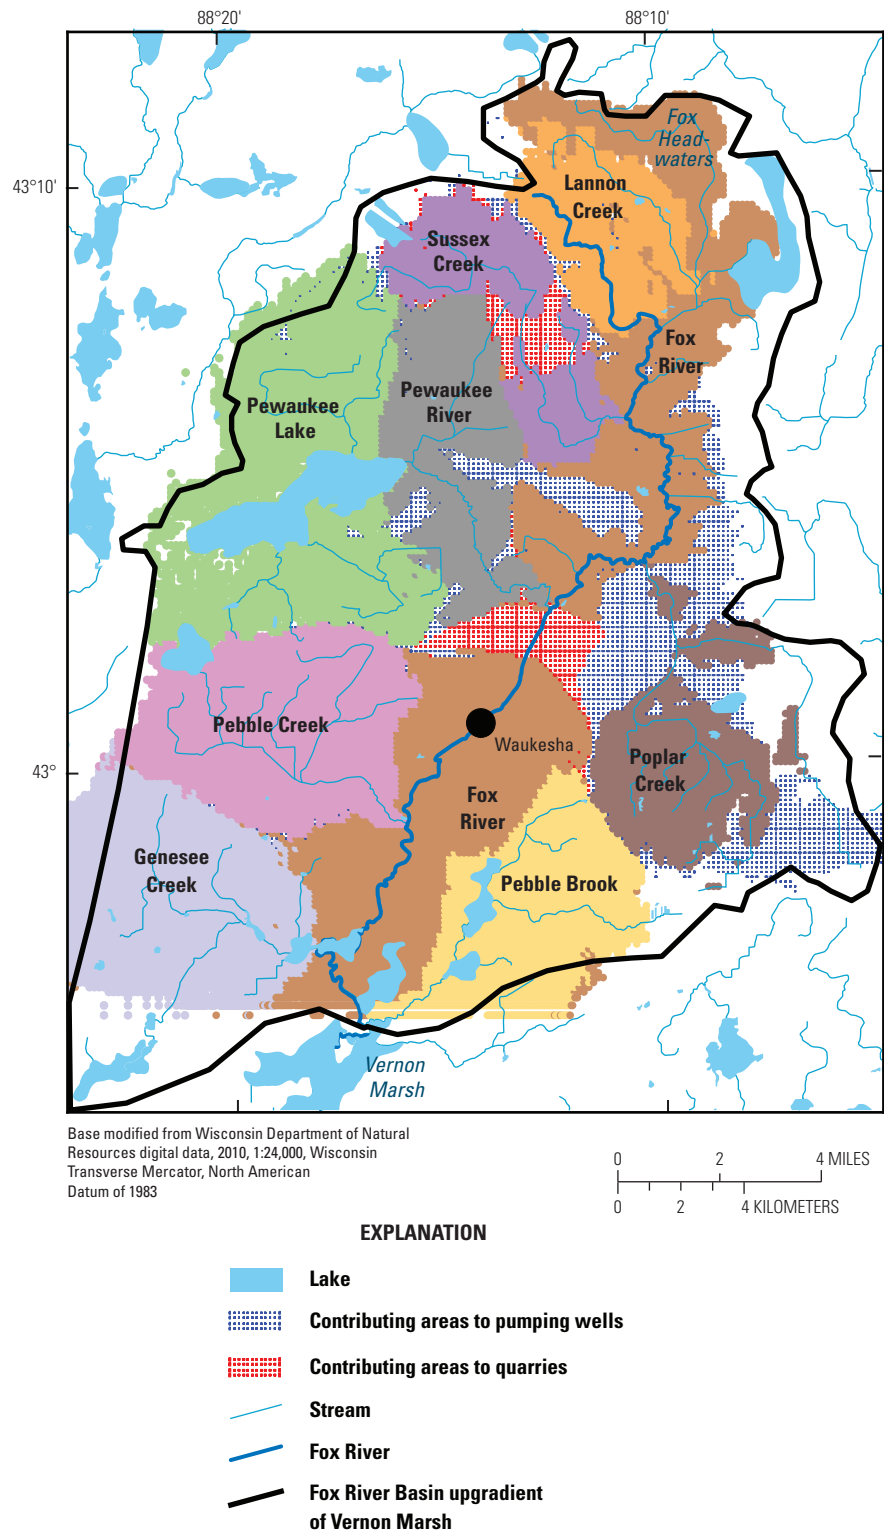 88°20'
88°10'
43°10'
43°
Fox
Head-
waters
Lannon
Creek
Sussex
Creek
Fox
River
Pewaukee
River
Pewaukee
Lake
Pebble Creek
Waukesha
Poplar
Creek
Fox
River
Genesee
Creek
Pebble Brook
Vernon
Marsh
Base modified from Wisconsin Department of Natural
Resources digital data, 2010, 1:24,000, Wisconsin
Transverse Mercator, North American
Datum of 1983
0 2 4 MILES
0 2 4 KILOMETERS
EXPLANATION
Lake
Contributing areas to pumping wells
Contributing areas to quarries
Stream
Fox River
Fox River Basin upgradient
of Vernon Marsh